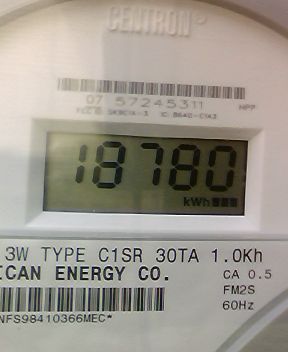 CENTRON®
07 57245311
NPP
18780
kWh
3W TYPE C1SR 30TA 1.0Kh
ICAN ENERGY CO.
CA 0.5
FM2S
60Hz
NFS98410366MEC*